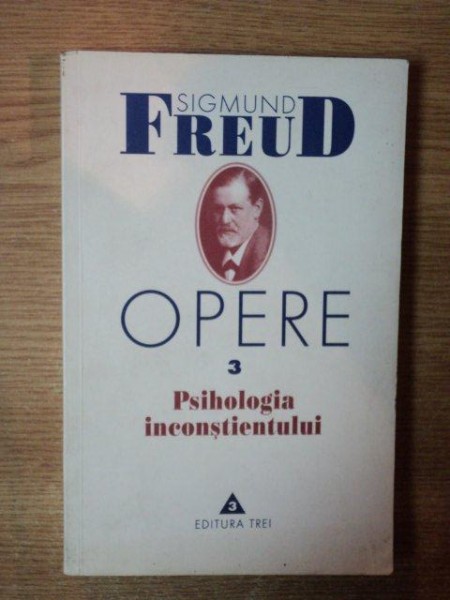 SIGMUND
FREUD
OPERE
3
Psihologia
inconștientului
3
EDITURA TREI